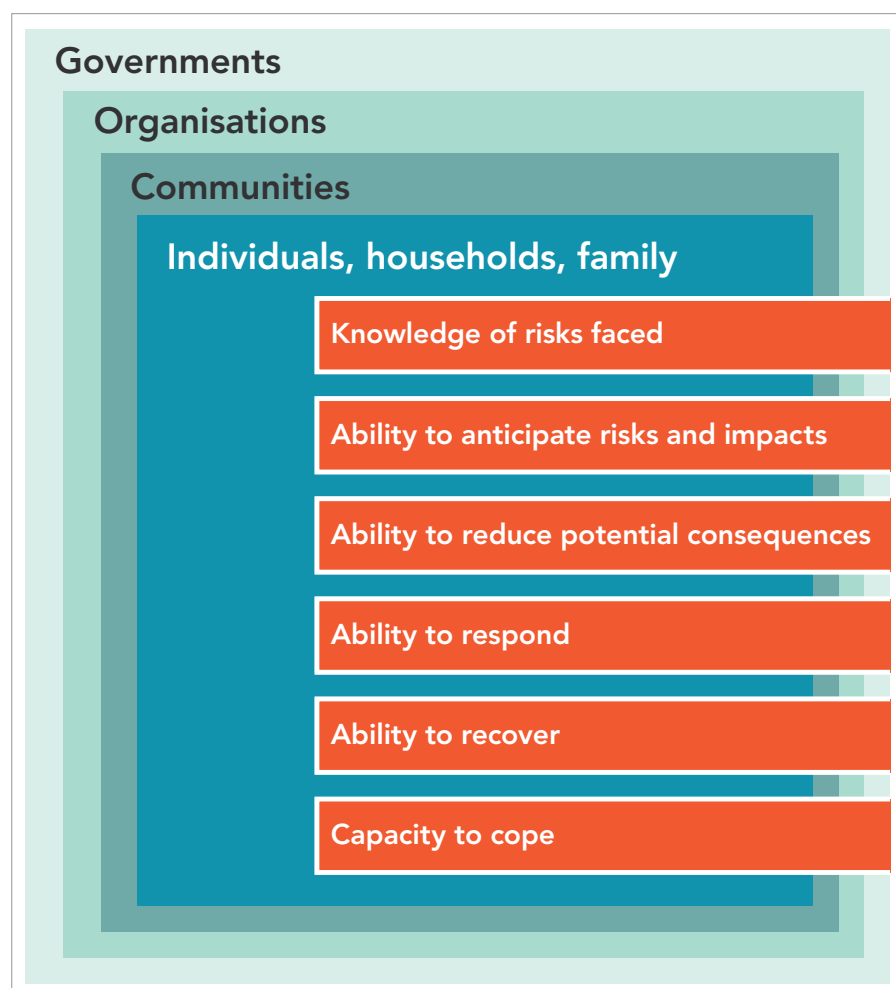 Governments
Organisations
Communities
Individuals, households, family
Knowledge of risks faced
Ability to anticipate risks and impacts
Ability to reduce potential consequences
Ability to respond
Ability to recover
Capacity to cope